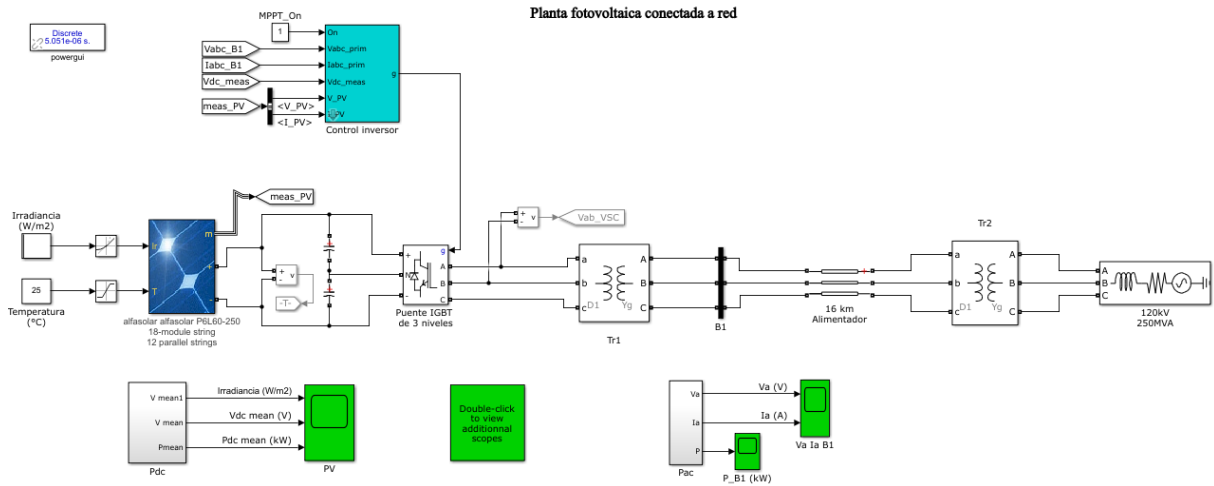 Planta fotovoltaica conectada a red
Discrete
5.051e-06 s.
powergui
MPPT_On
1
On
Vabc_B1
Vabc_prim
Iabc_B1
Iabc_prim
Vdc_meas
Vdc_meas
g
meas_PV
<V_PV>
V_PV
<I_PV>
Control inversor
Irradiancia
(W/m2)
Ir
m
meas_PV
+
25
Temperatura
(°C)
T
-
alfasolar alfasolar P6L60-250
18-module string
12 parallel strings
+
-
v
-T-
+
+
+
N
-
g
A
B
C
Puente IGBT
de 3 niveles
+
-
v
Vab_VSC
a
b
c
D1
Yg
A
B
C
Tr1
B1
+
16 km
Alimentador
Tr2
a
b
c
D1
Yg
A
B
C
A
B
C
120kV
250MVA
V mean1
Irradiancia (W/m2)
V mean
Vdc mean (V)
Pmean
Pdc mean (kW)
Pdc
PV
Double-click
to view
additionnal
scopes
Va
Va (V)
Ia
Ia (A)
P
Pac
Va Ia B1
P_B1 (kW)